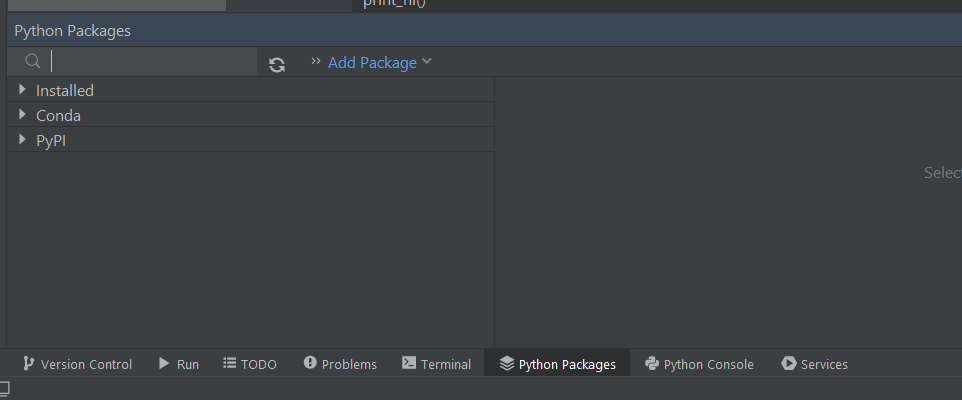 print_hi()
Python Packages
Add Package
Installed
Conda
PyPI
Version Control Run TODO Problems Terminal Python Packages Python Console Services